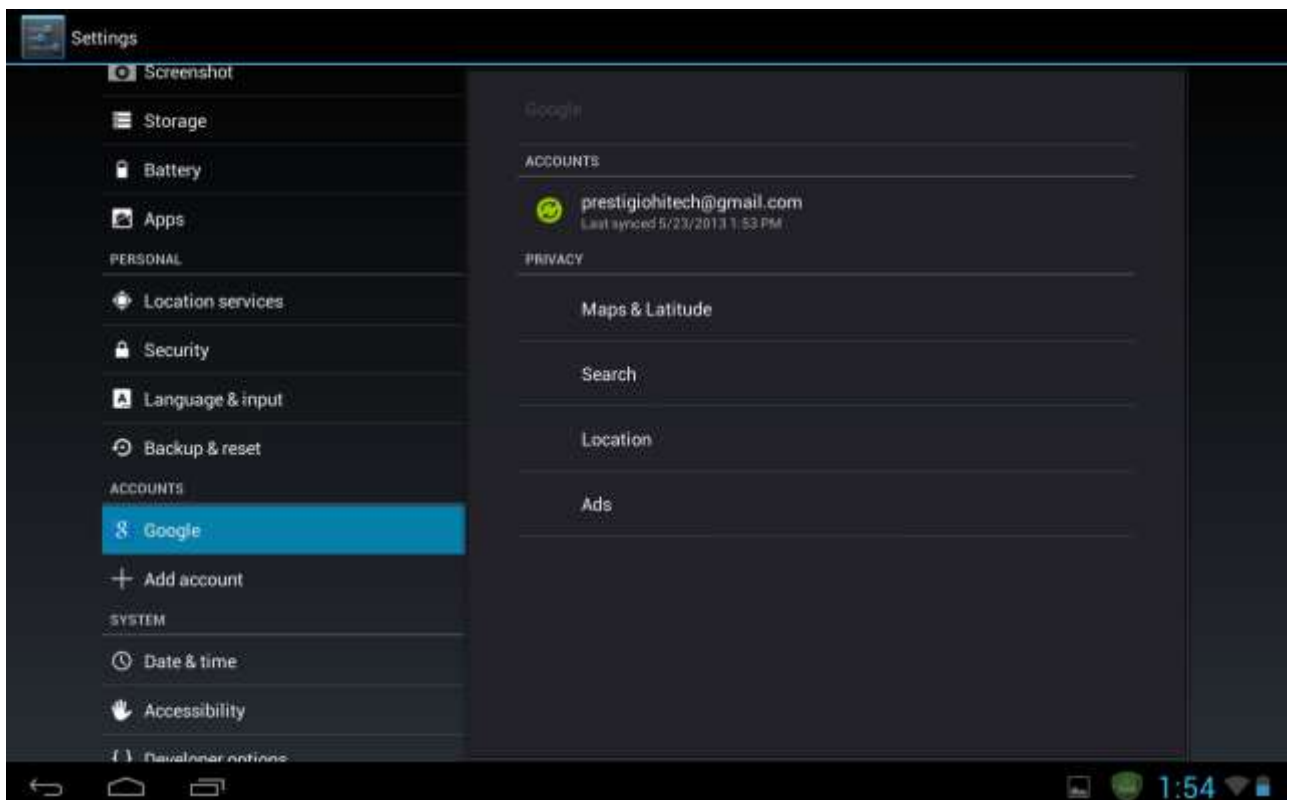 Settings
Screenshot
Storage
Battery
Apps
PERSONAL
Location services
Security
Language & input
Backup & reset
ACCOUNTS
Google
Add account
SYSTEM
Date & time
Accessibility
Developer options
Google
ACCOUNTS
prestigiohitech@gmail.com
Last synced 5/23/2013 1:53 PM
PRIVACY
Maps & Latitude
Search
Location
Ads
1:54